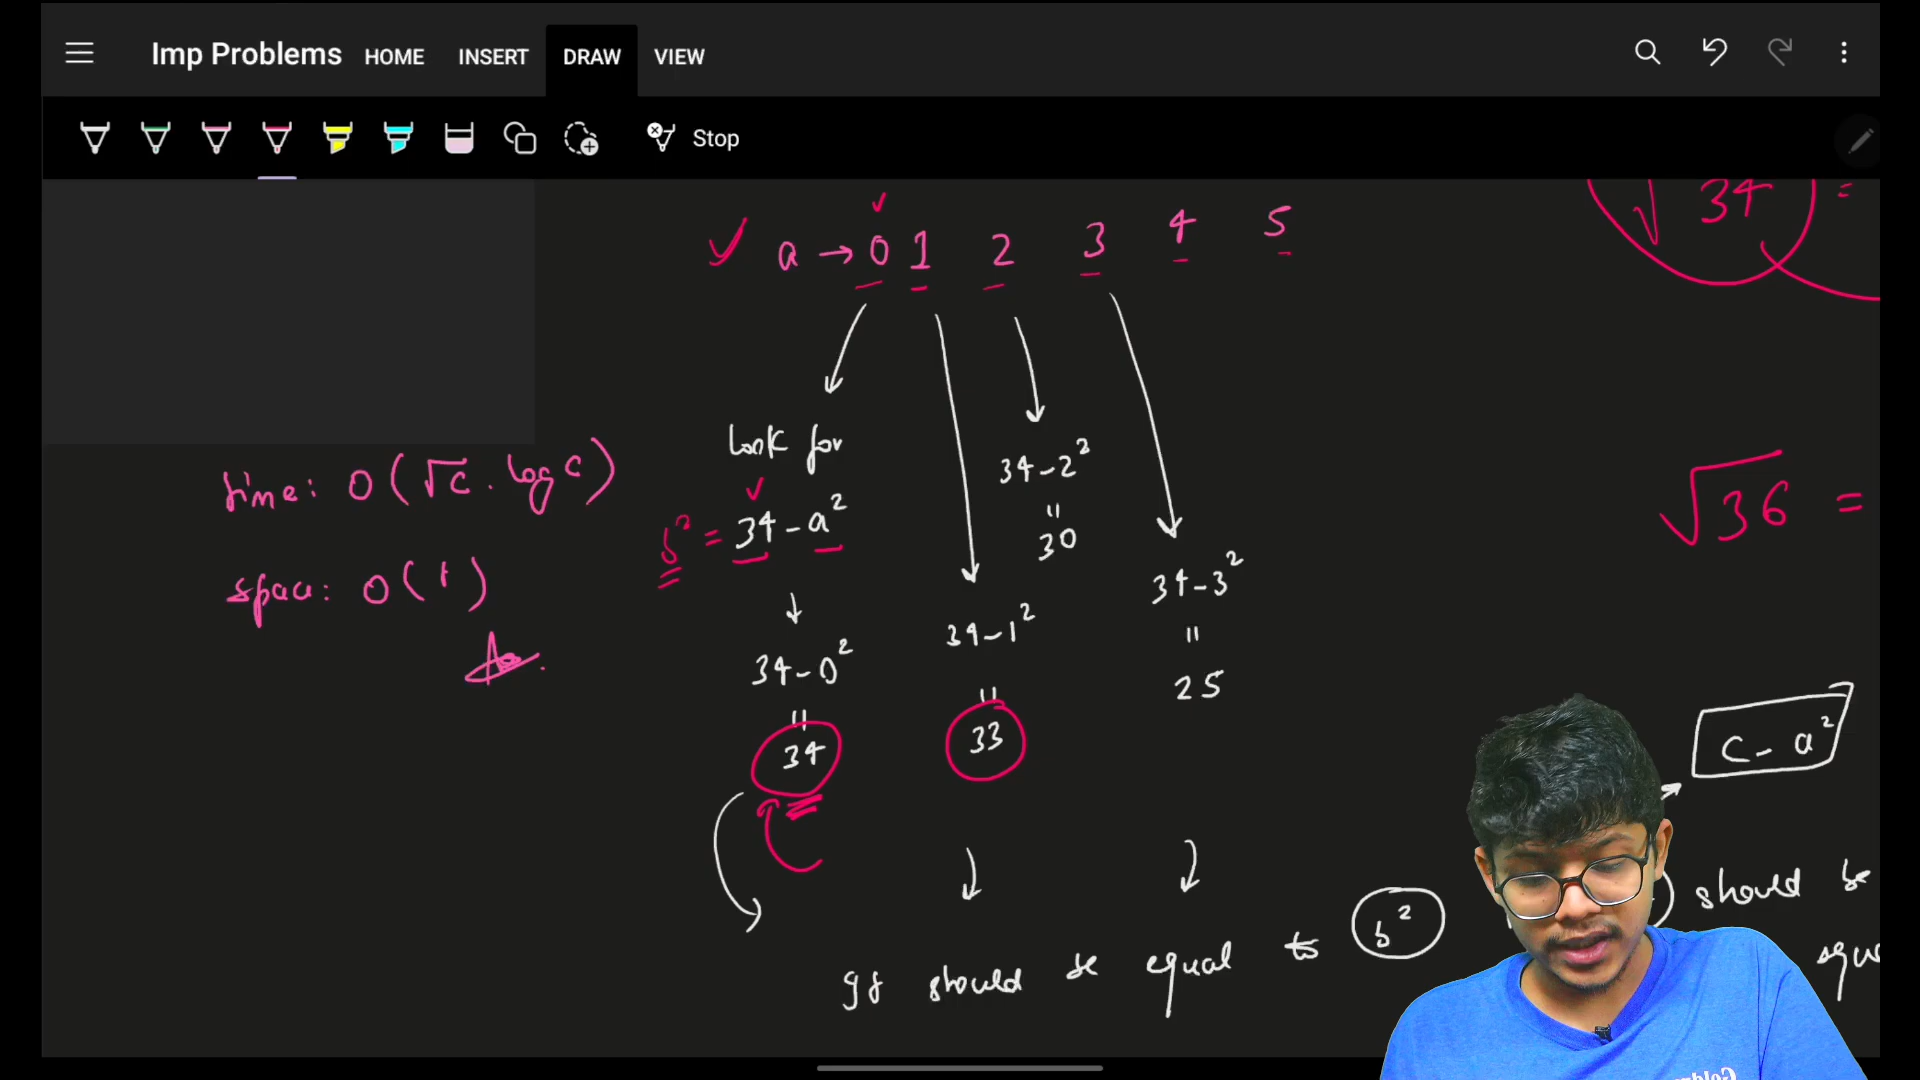 Imp Problems HOME INSERT DRAW VIEW
Stop
a → 0 1 2 3 4 5
√34 =
look for
b² = 34 - a²
34 - 0²
=
34
34 - 1²
=
33
34 - 2²
=
30
34 - 3²
=
25
time: O(√c . log c)
space: O(1)
√36 =
c - a²
should be
It should be equal to b²